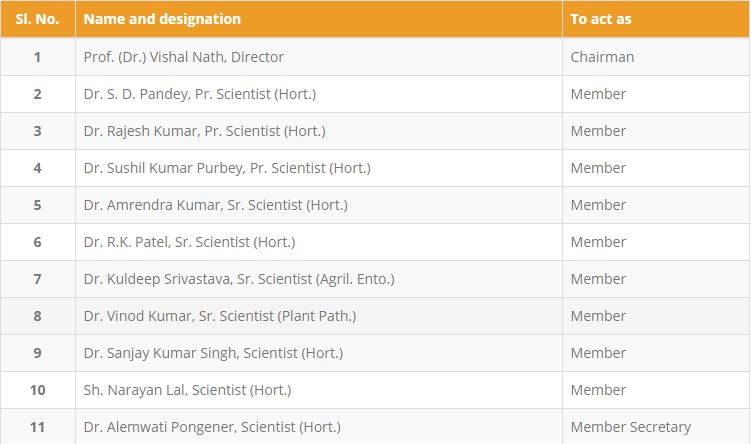 Sl. No. Name and designation To act as
1 Prof. (Dr.) Vishal Nath, Director Chairman
2 Dr. S. D. Pandey, Pr. Scientist (Hort.) Member
3 Dr. Rajesh Kumar, Pr. Scientist (Hort.) Member
4 Dr. Sushil Kumar Purbey, Pr. Scientist (Hort.) Member
5 Dr. Amrendra Kumar, Sr. Scientist (Hort.) Member
6 Dr. R.K. Patel, Sr. Scientist (Hort.) Member
7 Dr. Kuldeep Srivastava, Sr. Scientist (Agril. Ento.) Member
8 Dr. Vinod Kumar, Sr. Scientist (Plant Path.) Member
9 Dr. Sanjay Kumar Singh, Scientist (Hort.) Member
10 Sh. Narayan Lal, Scientist (Hort.) Member
11 Dr. Alemwati Pongener, Scientist (Hort.) Member Secretary